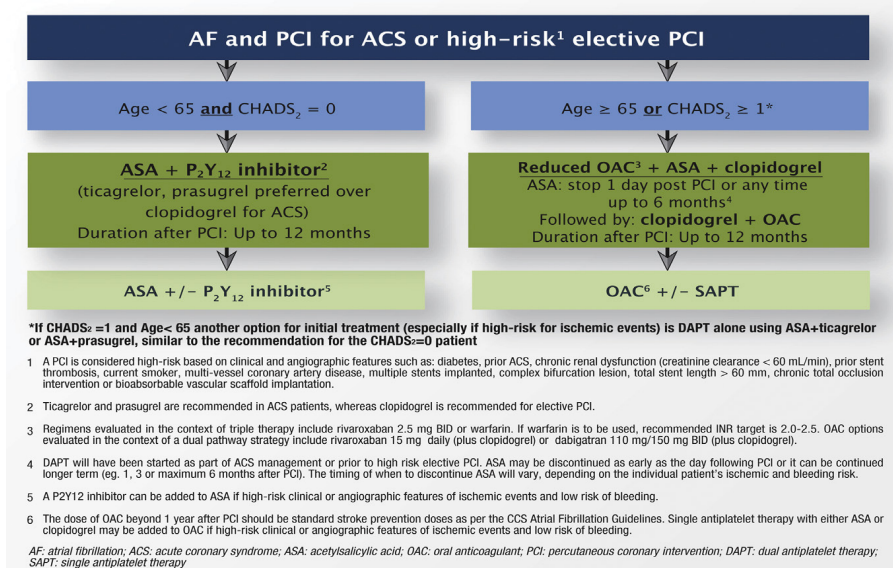 AF and PCI for ACS or high-risk¹ elective PCI
Age < 65 and CHADS₂ = 0
Age ≥ 65 or CHADS₂ ≥ 1*
ASA + P₂Y₁₂ inhibitor²
(ticagrelor, prasugrel preferred over
clopidogrel for ACS)
Duration after PCI: Up to 12 months
Reduced OAC³ + ASA + clopidogrel
ASA: stop 1 day post PCI or any time
up to 6 months⁴
Followed by: clopidogrel + OAC
Duration after PCI: Up to 12 months
ASA +/- P₂Y₁₂ inhibitor⁵
OAC⁶ +/- SAPT
*If CHADS₂ =1 and Age< 65 another option for initial treatment (especially if high-risk for ischemic events) is DAPT alone using ASA+ticagrelor
or ASA+prasugrel, similar to the recommendation for the CHADS₂=0 patient
1 A PCI is considered high-risk based on clinical and angiographic features such as: diabetes, prior ACS, chronic renal dysfunction (creatinine clearance < 60 mL/min), prior stent
thrombosis, current smoker, multi-vessel coronary artery disease, multiple stents implanted, complex bifurcation lesion, total stent length > 60 mm, chronic total occlusion
intervention or bioabsorbable vascular scaffold implantation.
2 Ticagrelor and prasugrel are recommended in ACS patients, whereas clopidogrel is recommended for elective PCI.
3 Regimens evaluated in the context of triple therapy include rivaroxaban 2.5 mg BID or warfarin. If warfarin is to be used, recommended INR target is 2.0-2.5. OAC options
evaluated in the context of a dual pathway strategy include rivaroxaban 15 mg daily (plus clopidogrel) or dabigatran 110 mg/150 mg BID (plus clopidogrel).
4 DAPT will have been started as part of ACS management or prior to high risk elective PCI. ASA may be discontinued as early as the day following PCI or it can be continued
longer term (eg. 1, 3 or maximum 6 months after PCI). The timing of when to discontinue ASA will vary, depending on the individual patient's ischemic and bleeding risk.
5 A P2Y12 inhibitor can be added to ASA if high-risk clinical or angiographic features of ischemic events and low risk of bleeding.
6 The dose of OAC beyond 1 year after PCI should be standard stroke prevention doses as per the CCS Atrial Fibrillation Guidelines. Single antiplatelet therapy with either ASA or
clopidogrel may be added to OAC if high-risk clinical or angiographic features of ischemic events and low risk of bleeding.
AF: atrial fibrillation; ACS: acute coronary syndrome; ASA: acetylsalicylic acid; OAC: oral anticoagulant; PCI: percutaneous coronary intervention; DAPT: dual antiplatelet therapy;
SAPT: single antiplatelet therapy